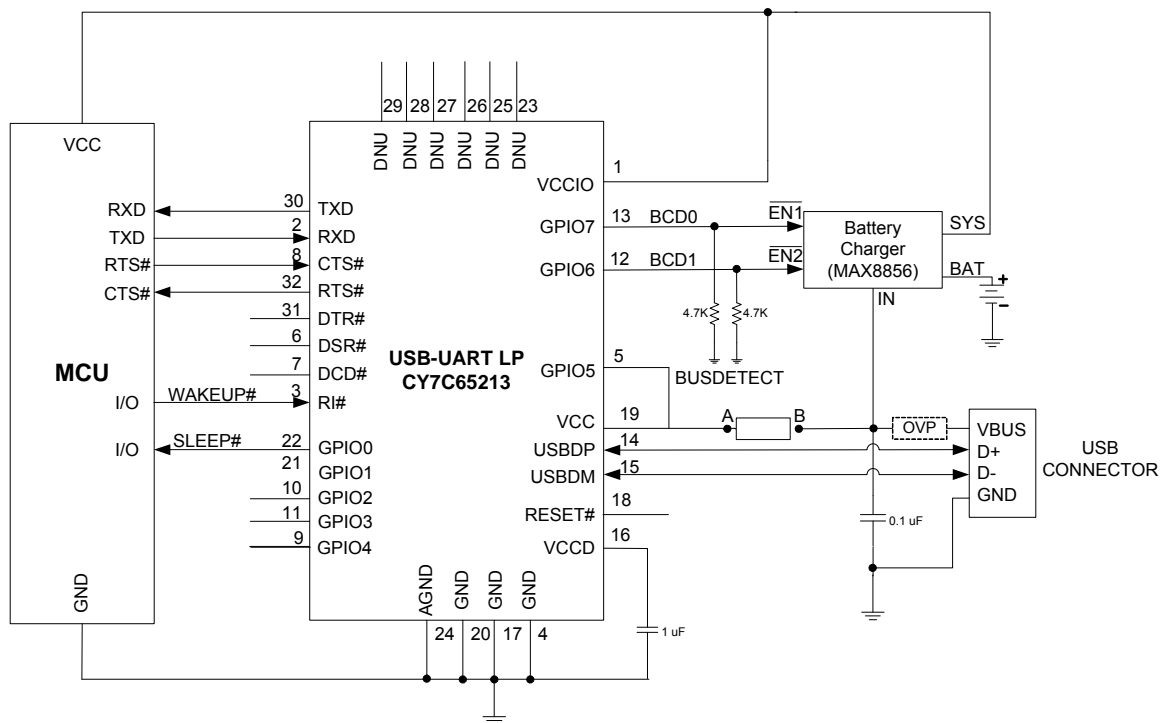 29 28 27 26 25 23
DNU DNU DNU DNU DNU DNU
VCC
1
VCCIO
RXD 30 TXD
TXD 2 RXD
RTS# 8 CTS#
CTS# 32 RTS#
31 DTR#
6 DSR#
7 DCD#
MCU
USB-UART LP
CY7C65213
I/O WAKEUP# 3 RI#
I/O SLEEP# 22 GPIO0
21 GPIO1
10 GPIO2
11 GPIO3
9 GPIO4
GPIO7 13 BCD0 EN1
GPIO6 12 BCD1 EN2
Battery
Charger
(MAX8856)
SYS
BAT
+
-
IN
4.7K 4.7K
GPIO5 5 BUSDETECT
VCC 19 A B OVP VBUS
USBDP 14 D+
USBDM 15 D-
GND
USB
CONNECTOR
RESET# 18
VCCD 16
0.1 uF
1 uF
GND
AGND GND GND GND
24 20 17 4